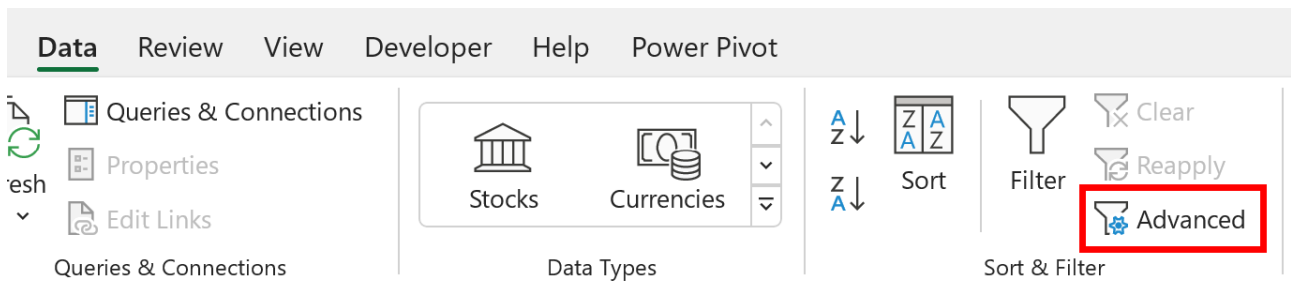 Data Review View Developer Help Power Pivot
Queries & Connections
Properties
resh
Edit Links
Queries & Connections
Stocks
Currencies
Data Types
A
Z
Z
A
Z A
A Z
Sort
Filter
Clear
Reapply
Advanced
Sort & Filter